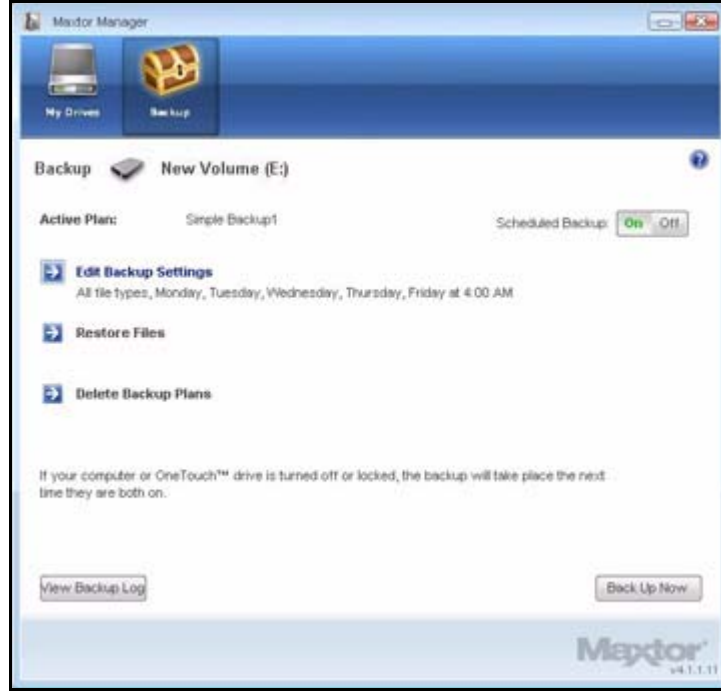 Maxtor Manager
My Drives
Backup
Backup New Volume (E:)
Active Plan: Simple Backup1 Scheduled Backup: On Off
Edit Backup Settings
All file types, Monday, Tuesday, Wednesday, Thursday, Friday at 4:00 AM
Restore Files
Delete Backup Plans
If your computer or OneTouch™ drive is turned off or locked, the backup will take place the next
time they are both on.
View Backup Log Back Up Now
Maxtor
v4.1.1.11